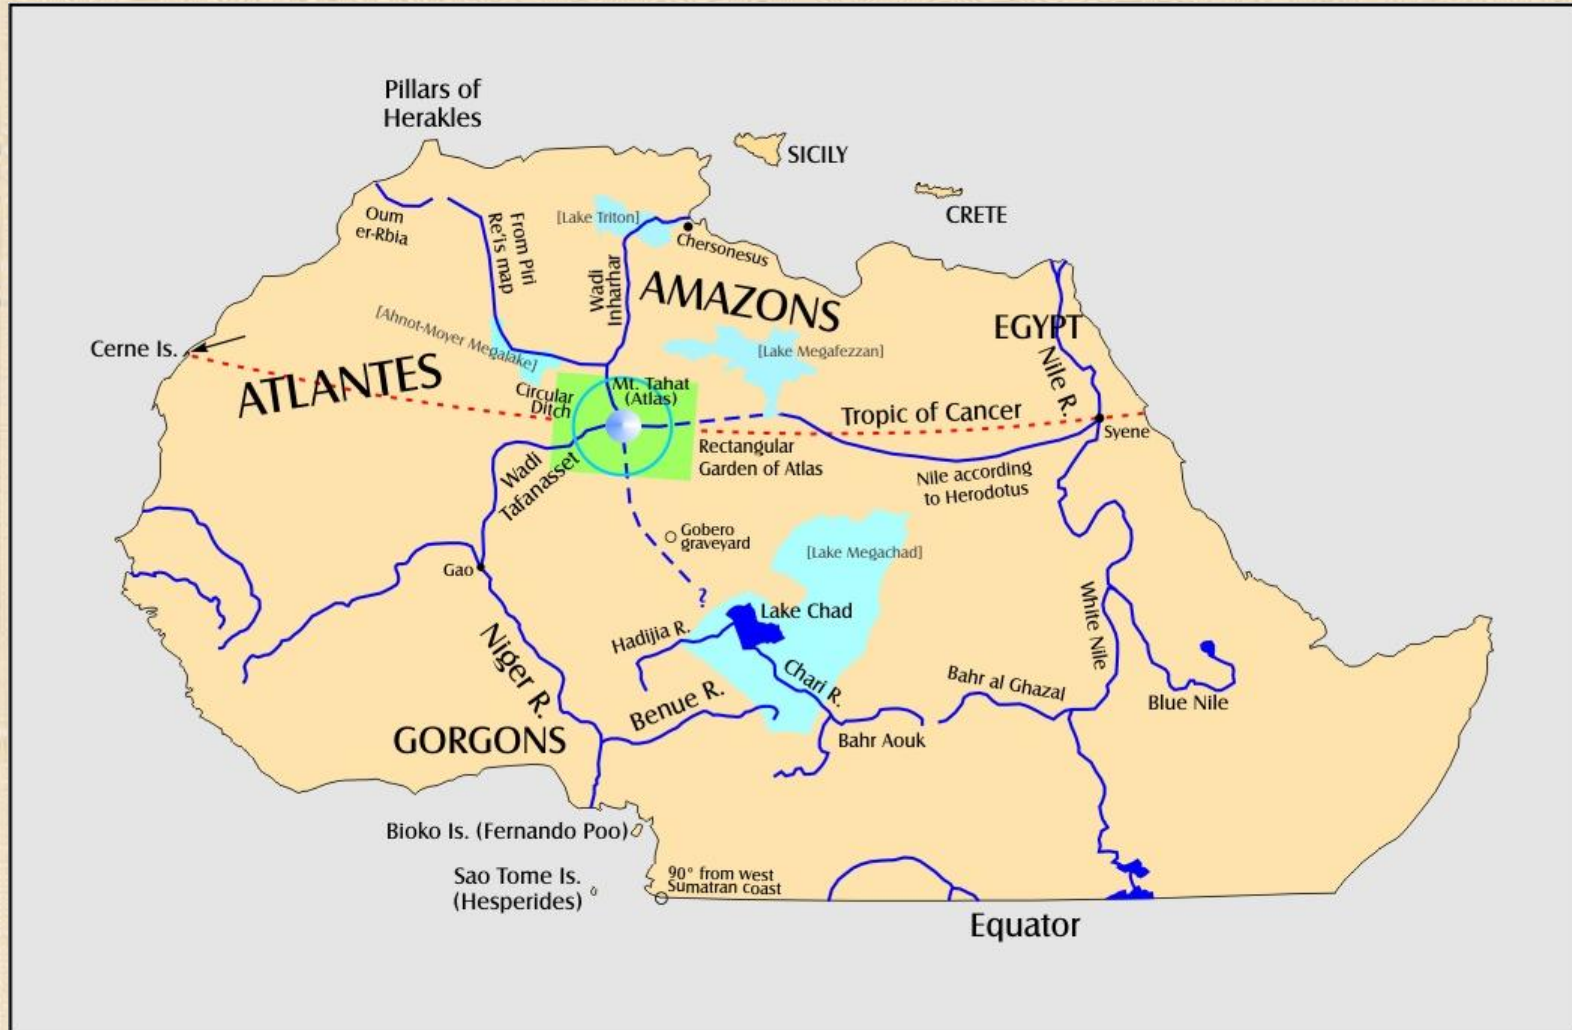 Pillars of
Herakles
SICILY
CRETE
Oum
er-Rbia
From Piri
Re'is map
[Lake Triton]
Chersonesus
Wadi
Inharhar
AMAZONS
EGYPT
Nile R.
[Ahnot-Moyer Megalake]
[Lake Megafezzan]
Cerne Is.
ATLANTES
Circular
Ditch
Mt. Tahat
(Atlas)
Tropic of Cancer
Syene
Rectangular
Garden of Atlas
Wadi
Tafanasset
Nile according
to Herodotus
Gobero
graveyard
[Lake Megachad]
Gao
?
Lake Chad
Hadijia R.
White Nile
Niger R.
Chari R.
Benue R.
Bahr al Ghazal
Blue Nile
GORGONS
Bahr Aouk
Bioko Is. (Fernando Poo)
Sao Tome Is.
(Hesperides)
90° from west
Sumatran coast
Equator